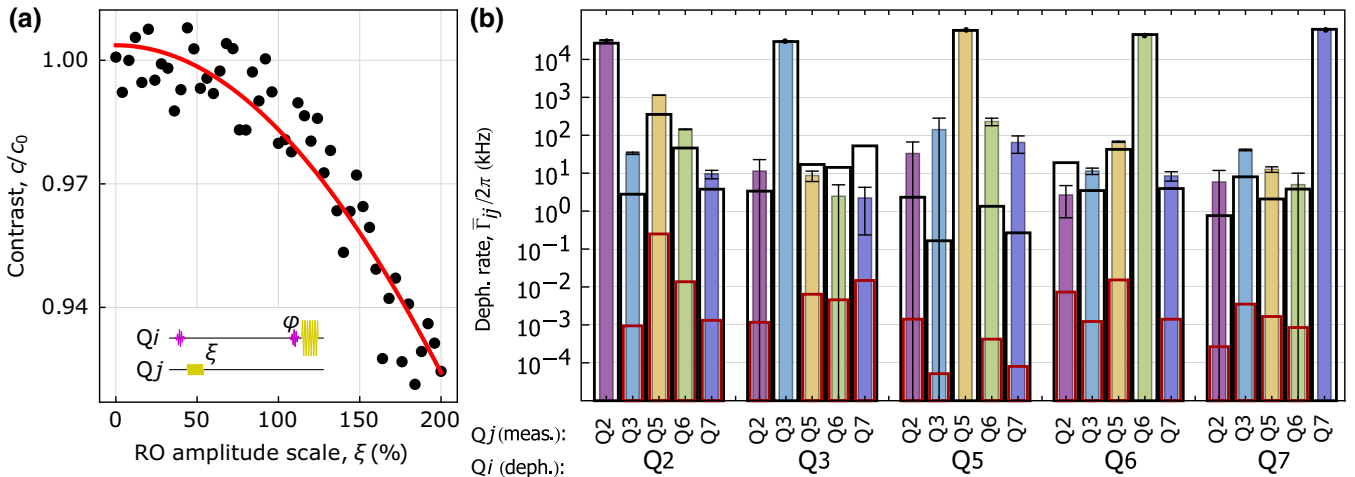 (a)
Contrast, c/c₀
1.00
0.97
0.94
Qi
Qj
ξ
φ
0 50 100 150 200
RO amplitude scale, ξ (%)
(b)
Deph. rate, Γ̅ij/2π (kHz)
10⁴
10³
10²
10¹
10⁰
10⁻¹
10⁻²
10⁻³
10⁻⁴
Qj (meas.): Q2 Q3 Q5 Q6 Q7 Q2 Q3 Q5 Q6 Q7 Q2 Q3 Q5 Q6 Q7 Q2 Q3 Q5 Q6 Q7 Q2 Q3 Q5 Q6 Q7
Qi (deph.): Q2 Q3 Q5 Q6 Q7